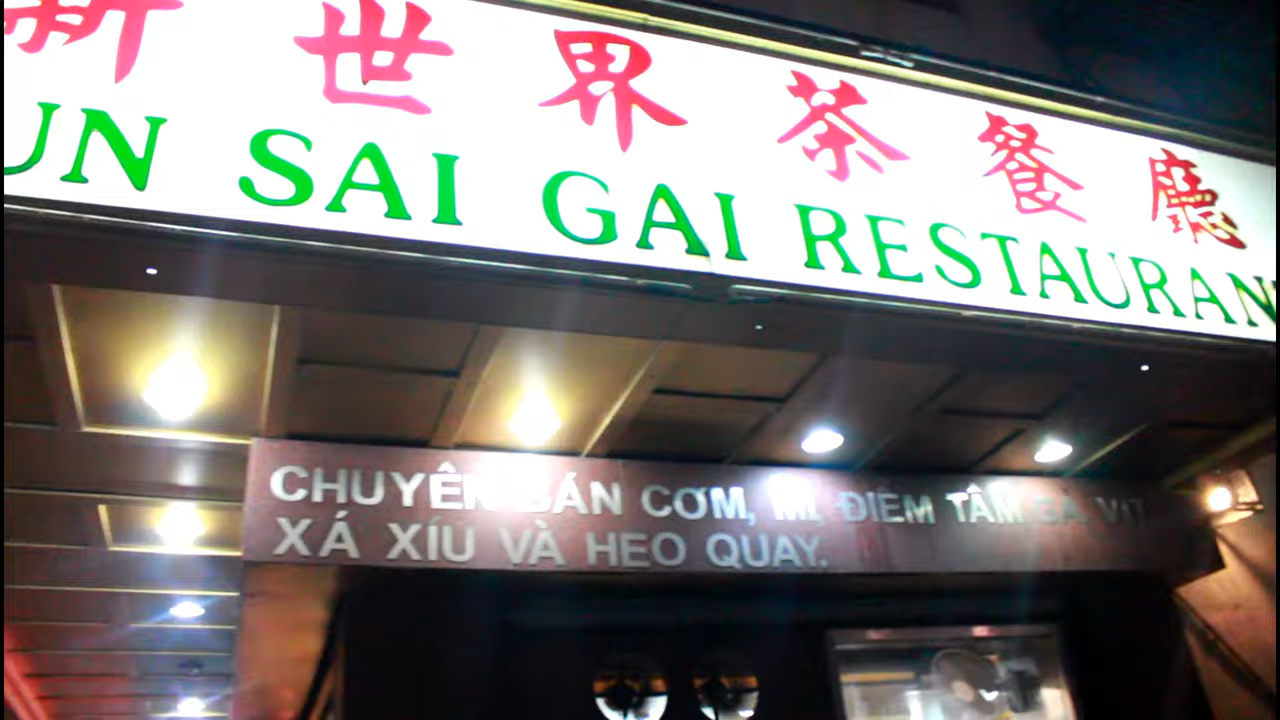 新世界茶餐廳
UN SAI GAI RESTAURAN
CHUYÊN BÁN CƠM, MÌ, ĐIỂM TÂM GÀ, VỊT
XÁ XÍU VÀ HEO QUAY.